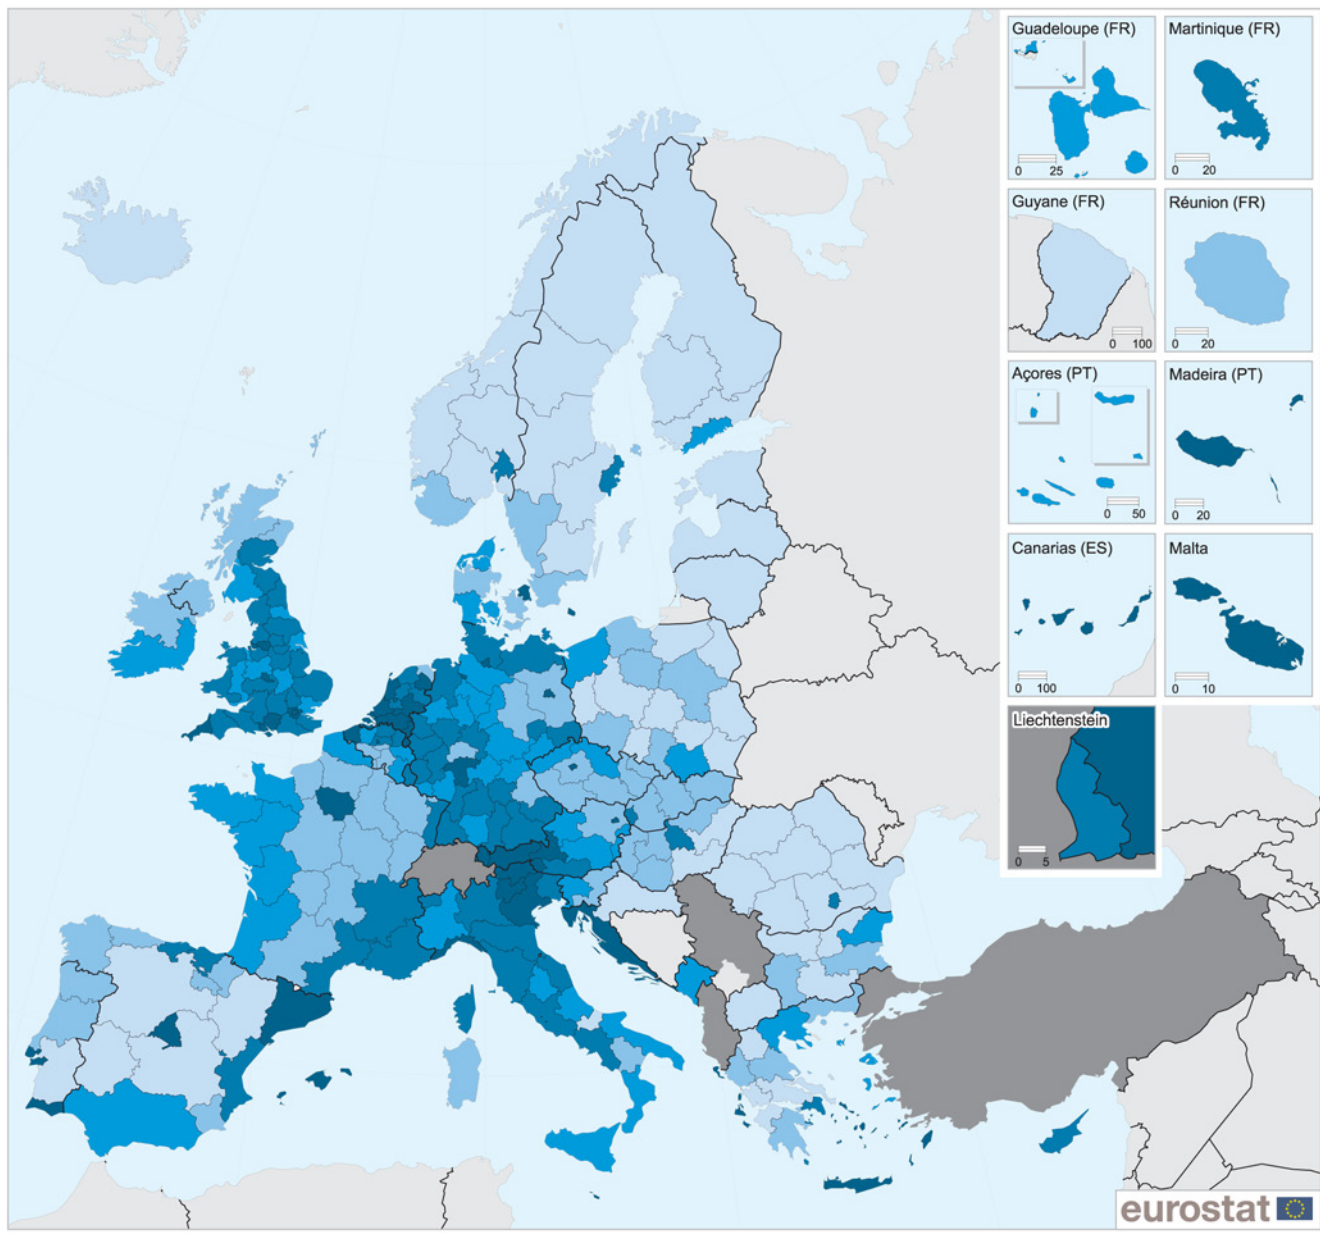 Guadeloupe (FR)
0 25
Martinique (FR)
0 20
Guyane (FR)
0 100
Réunion (FR)
0 20
Açores (PT)
0 50
Madeira (PT)
0 20
Canarias (ES)
0 100
Malta
0 10
Liechtenstein
0 5
eurostat